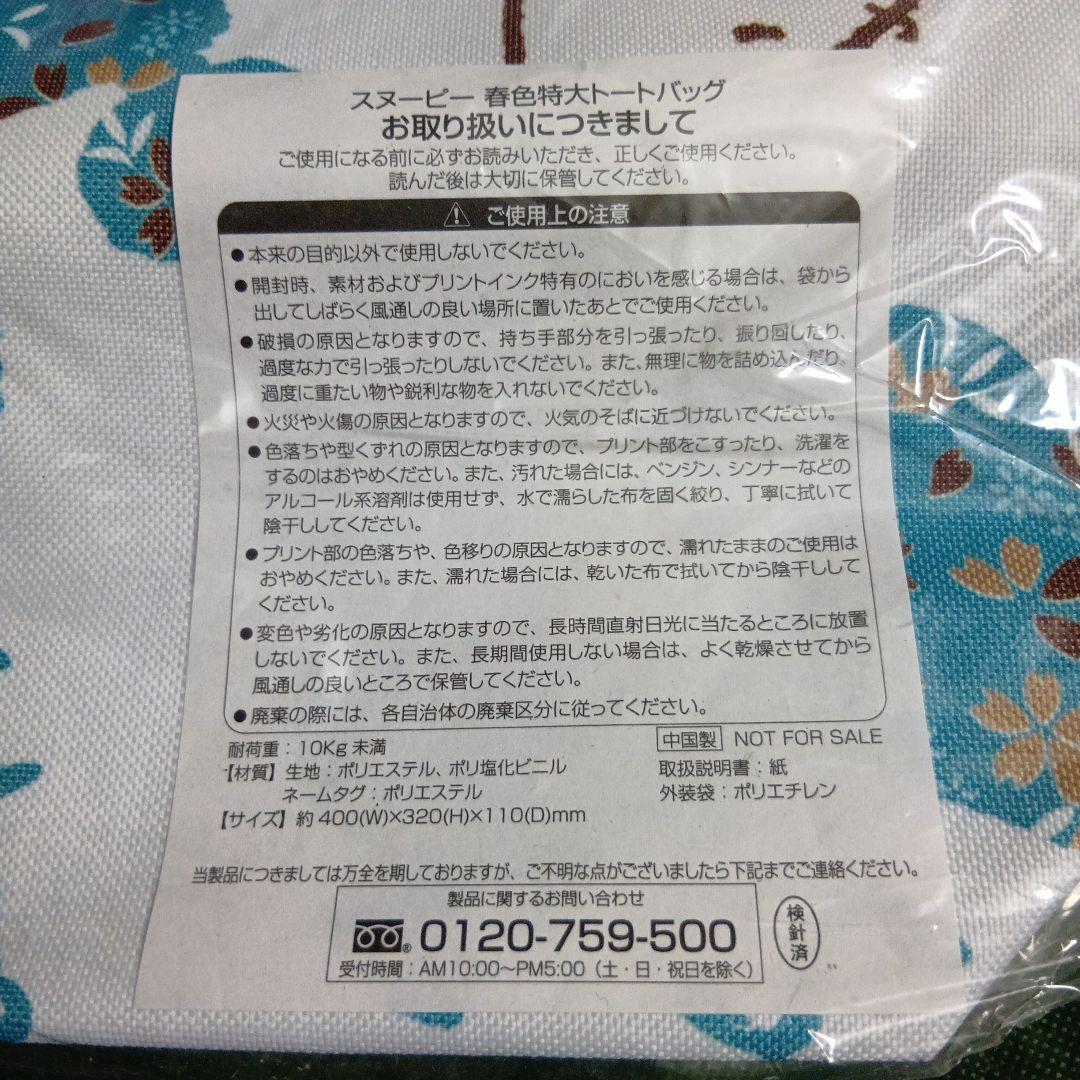 スヌーピー 春色特大トートバッグ
お取り扱いにつきまして
ご使用になる前に必ずお読みいただき、正しくご使用ください。
読んだ後は大切に保管してください。
⚠ ご使用上の注意
●本来の目的以外で使用しないでください。
●開封時、素材およびプリントインク特有のにおいを感じる場合は、袋から
出してしばらく風通しの良い場所に置いたあとでご使用ください。
●破損の原因となりますので、持ち手部分を引っ張ったり、振り回したり、
過度な力で引っ張ったりしないでください。また、無理に物を詰め込んだり、
過度に重たい物や鋭利な物を入れないでください。
●火災や火傷の原因となりますので、火気のそばに近づけないでください。
●色落ちや型くずれの原因となりますので、プリント部をこすったり、洗濯を
するのはおやめください。また、汚れた場合には、ベンジン、シンナーなどの
アルコール系溶剤は使用せず、水で濡らした布を固く絞り、丁寧に拭いて
陰干ししてください。
●プリント部の色落ちや、色移りの原因となりますので、濡れたままのご使用は
おやめください。また、濡れた場合には、乾いた布で拭いてから陰干しして
ください。
●変色や劣化の原因となりますので、長時間直射日光に当たるところに放置
しないでください。また、長期間使用しない場合は、よく乾燥させてから
風通しの良いところで保管してください。
●廃棄の際には、各自治体の廃棄区分に従ってください。
耐荷重：10Kg 未満
中国製 NOT FOR SALE
【材質】生地：ポリエステル、ポリ塩化ビニル
取扱説明書：紙
ネームタグ：ポリエステル
外装袋：ポリエチレン
【サイズ】約400(W)×320(H)×110(D)mm
当製品につきましては万全を期しておりますが、ご不明な点がございましたら下記までご連絡ください。
製品に関するお問い合わせ
0120-759-500
受付時間：AM10:00～PM5:00（土・日・祝日を除く）
検針済